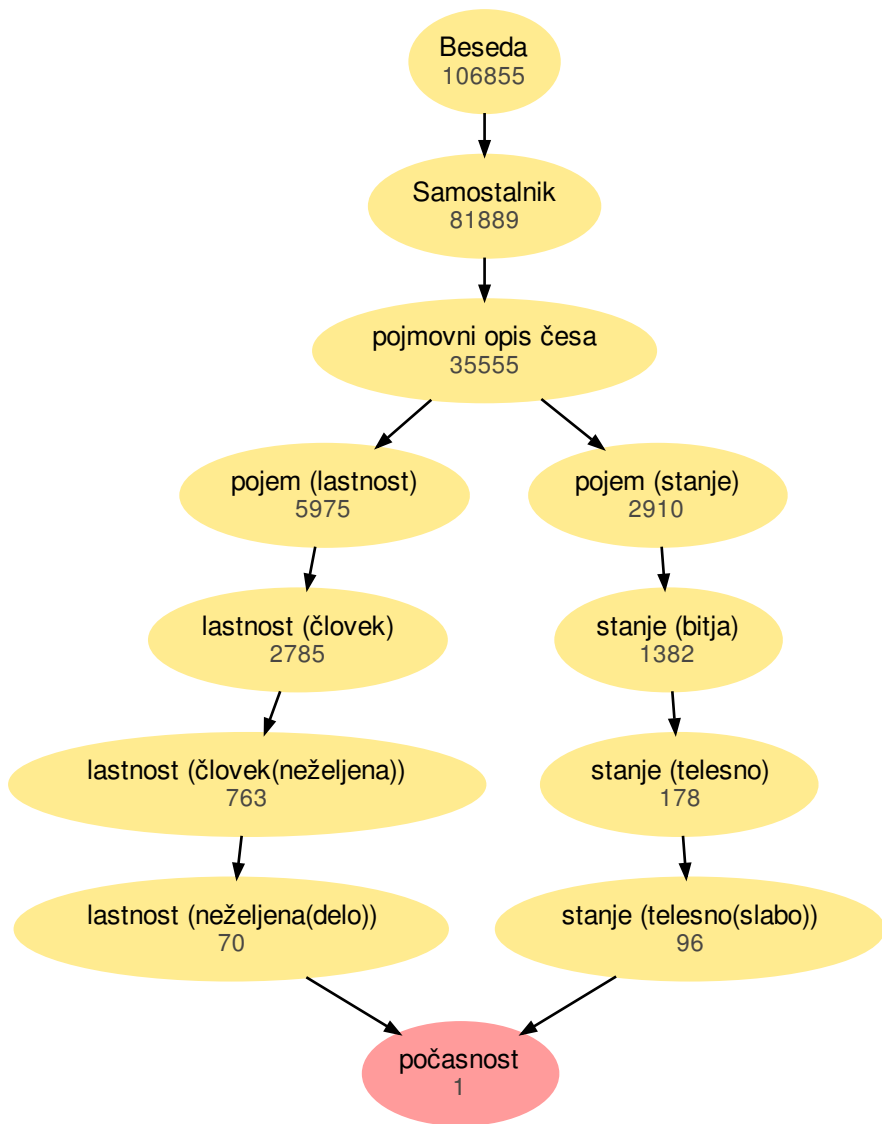 Beseda
106855
Samostalnik
81889
pojmovni opis česa
35555
pojem (lastnost)
5975
pojem (stanje)
2910
lastnost (človek)
2785
stanje (bitja)
1382
lastnost (človek(neželjena))
763
stanje (telesno)
178
lastnost (neželjena(delo))
70
stanje (telesno(slabo))
96
počasnost
1